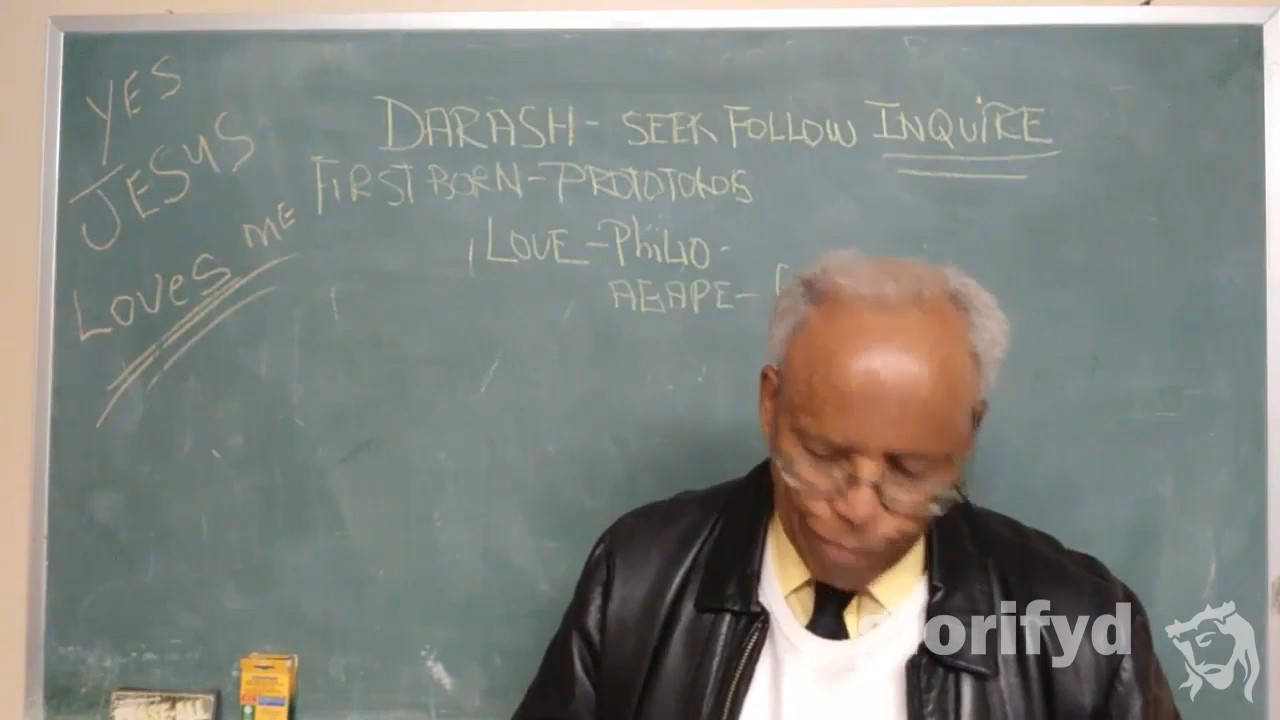 YES
JESUS
LOVES ME
DARASH - SEEK FOLLOW INQUIRE
FIRST BORN - PROTOTOKOS
LOVE - PHILIO -
AGAPE -
orifyd